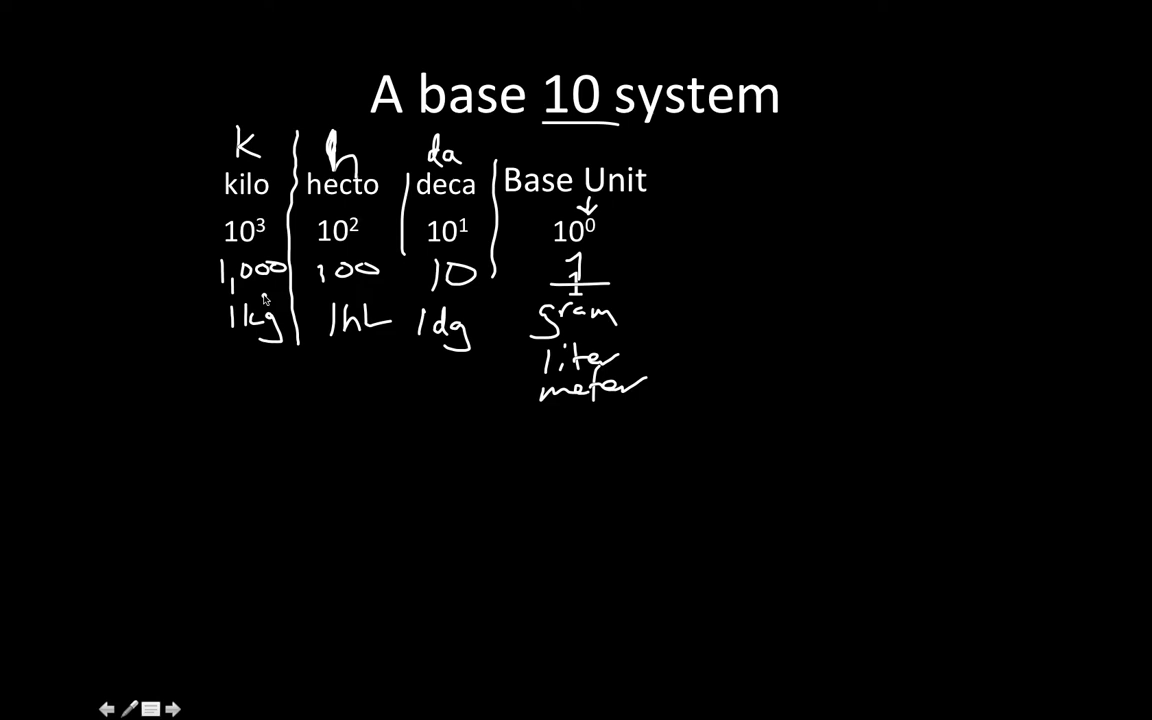 A base 10 system
k h da
kilo hecto deca Base Unit
10³ 10² 10¹ 10⁰
1,000 100 10 1
1
1kg 1hL 1dg gram
liter
meter